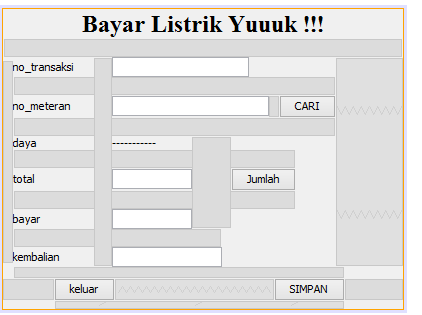 Bayar Listrik Yuuuk !!!
no_transaksi
no_meteran CARI
daya -----------
total Jumlah
bayar
kembalian
keluar SIMPAN